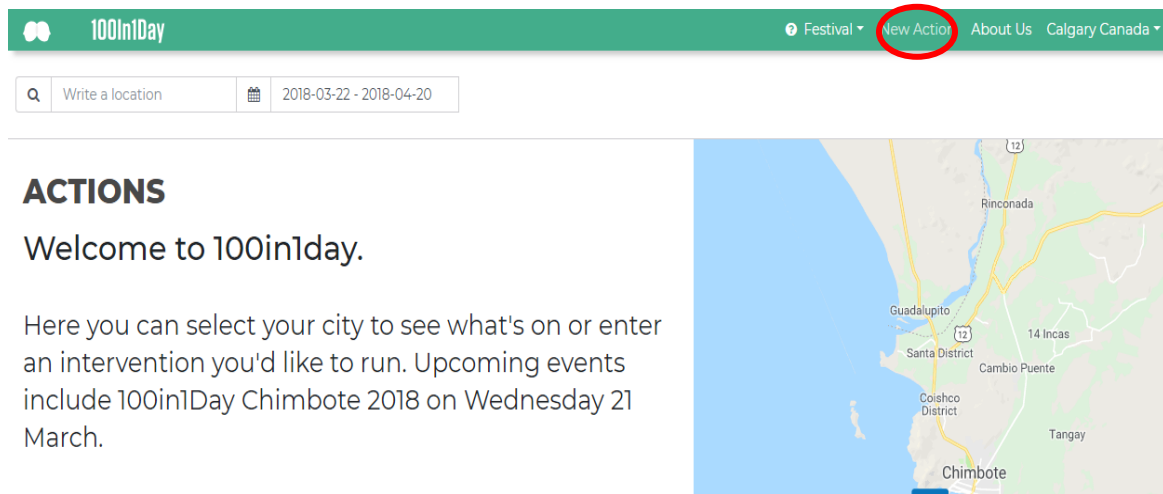 100In1Day
Festival New Action About Us Calgary Canada
Write a location 2018-03-22 - 2018-04-20
ACTIONS
Welcome to 100in1day.
Here you can select your city to see what's on or enter
an intervention you'd like to run. Upcoming events
include 100in1Day Chimbote 2018 on Wednesday 21
March.
12
Rinconada
Guadalupito
12
14 Incas
Santa District
Cambio Puente
Coishco
District
Tangay
Chimbote